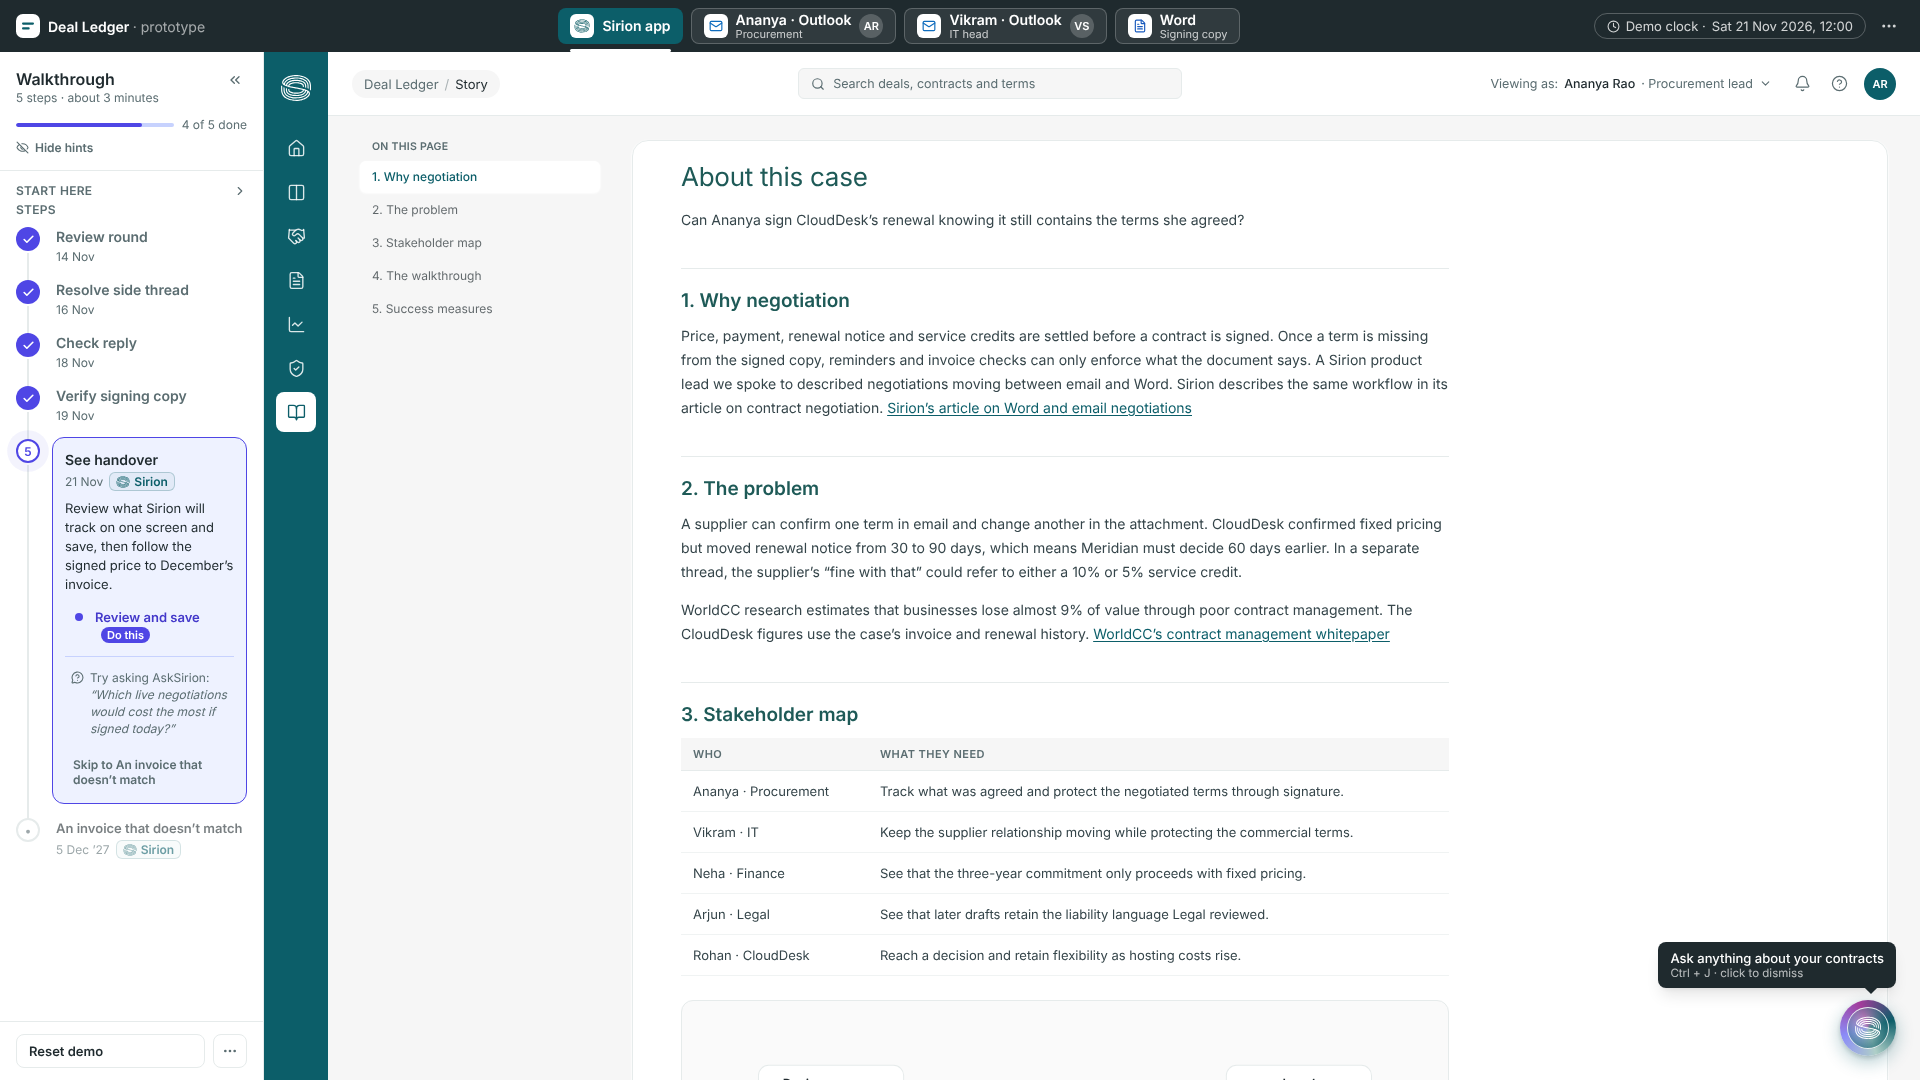 Deal Ledger · prototype
Sirion app
Ananya · Outlook
Procurement
AR
Vikram · Outlook
IT head
VS
Word
Signing copy
Demo clock · Sat 21 Nov 2026, 12:00
Walkthrough
5 steps · about 3 minutes
4 of 5 done
Hide hints
START HERE
STEPS
Review round
14 Nov
Resolve side thread
16 Nov
Check reply
18 Nov
Verify signing copy
19 Nov
5
See handover
21 Nov Sirion
Review what Sirion will
track on one screen and
save, then follow the
signed price to December’s
invoice.
Review and save
Do this
Try asking AskSirion:
“Which live negotiations
would cost the most if
signed today?”
Skip to An invoice that
doesn’t match
An invoice that doesn’t match
5 Dec ’27 Sirion
Reset demo
Deal Ledger / Story
Search deals, contracts and terms
Viewing as: Ananya Rao · Procurement lead
AR
ON THIS PAGE
1. Why negotiation
2. The problem
3. Stakeholder map
4. The walkthrough
5. Success measures
About this case
Can Ananya sign CloudDesk’s renewal knowing it still contains the terms she agreed?
1. Why negotiation
Price, payment, renewal notice and service credits are settled before a contract is signed. Once a term is missing
from the signed copy, reminders and invoice checks can only enforce what the document says. A Sirion product
lead we spoke to described negotiations moving between email and Word. Sirion describes the same workflow in its
article on contract negotiation. Sirion’s article on Word and email negotiations
2. The problem
A supplier can confirm one term in email and change another in the attachment. CloudDesk confirmed fixed pricing
but moved renewal notice from 30 to 90 days, which means Meridian must decide 60 days earlier. In a separate
thread, the supplier’s “fine with that” could refer to either a 10% or 5% service credit.
WorldCC research estimates that businesses lose almost 9% of value through poor contract management. The
CloudDesk figures use the case’s invoice and renewal history. WorldCC’s contract management whitepaper
3. Stakeholder map
WHO WHAT THEY NEED
Ananya · Procurement Track what was agreed and protect the negotiated terms through signature.
Vikram · IT Keep the supplier relationship moving while protecting the commercial terms.
Neha · Finance See that the three-year commitment only proceeds with fixed pricing.
Arjun · Legal See that later drafts retain the liability language Legal reviewed.
Rohan · CloudDesk Reach a decision and retain flexibility as hosting costs rise.
Ask anything about your contracts
Ctrl + J · click to dismiss